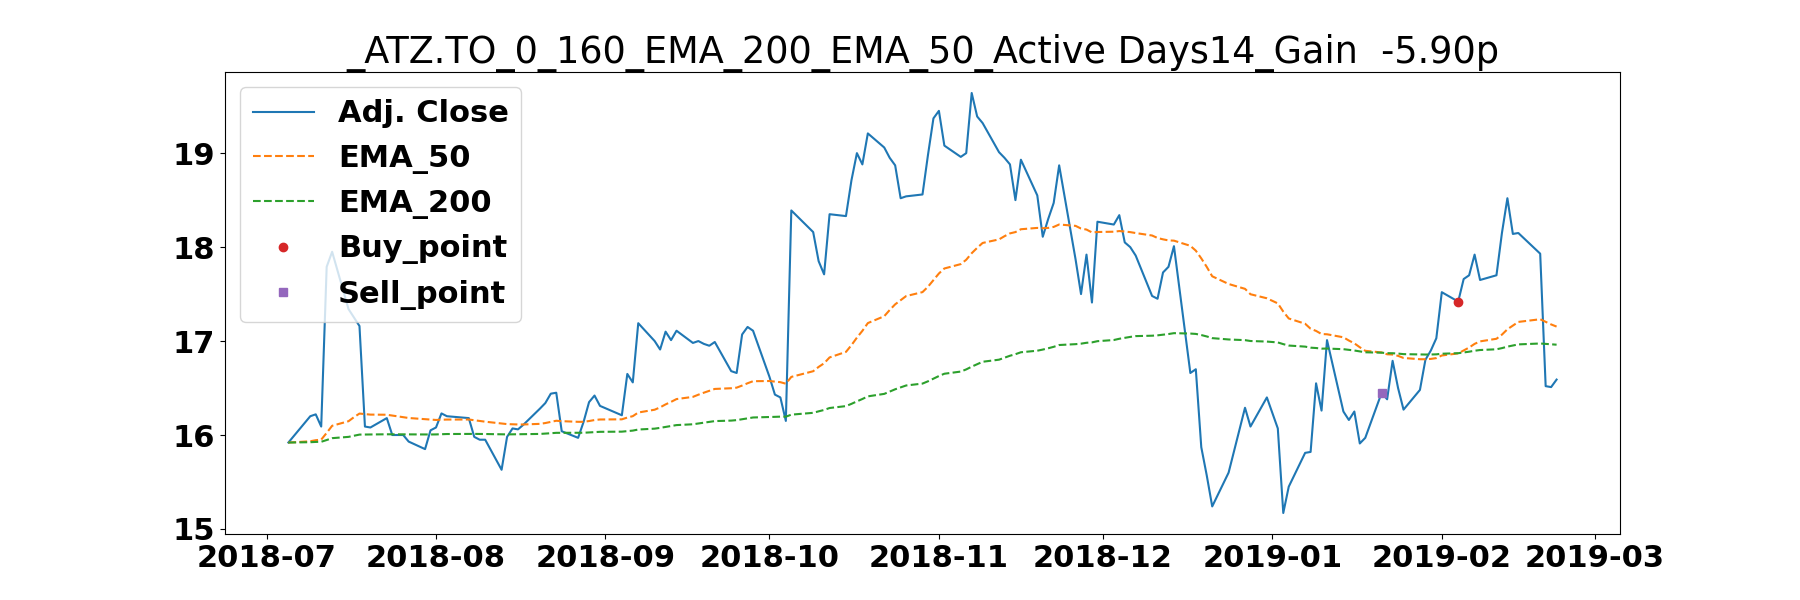 _ATZ.TO_0_160_EMA_200_EMA_50_Active Days14_Gain  -5.90p
Adj. Close
EMA_50
EMA_200
Buy_point
Sell_point
19
18
17
16
15
2018-07 2018-08 2018-09 2018-10 2018-11 2018-12 2019-01 2019-02 2019-03